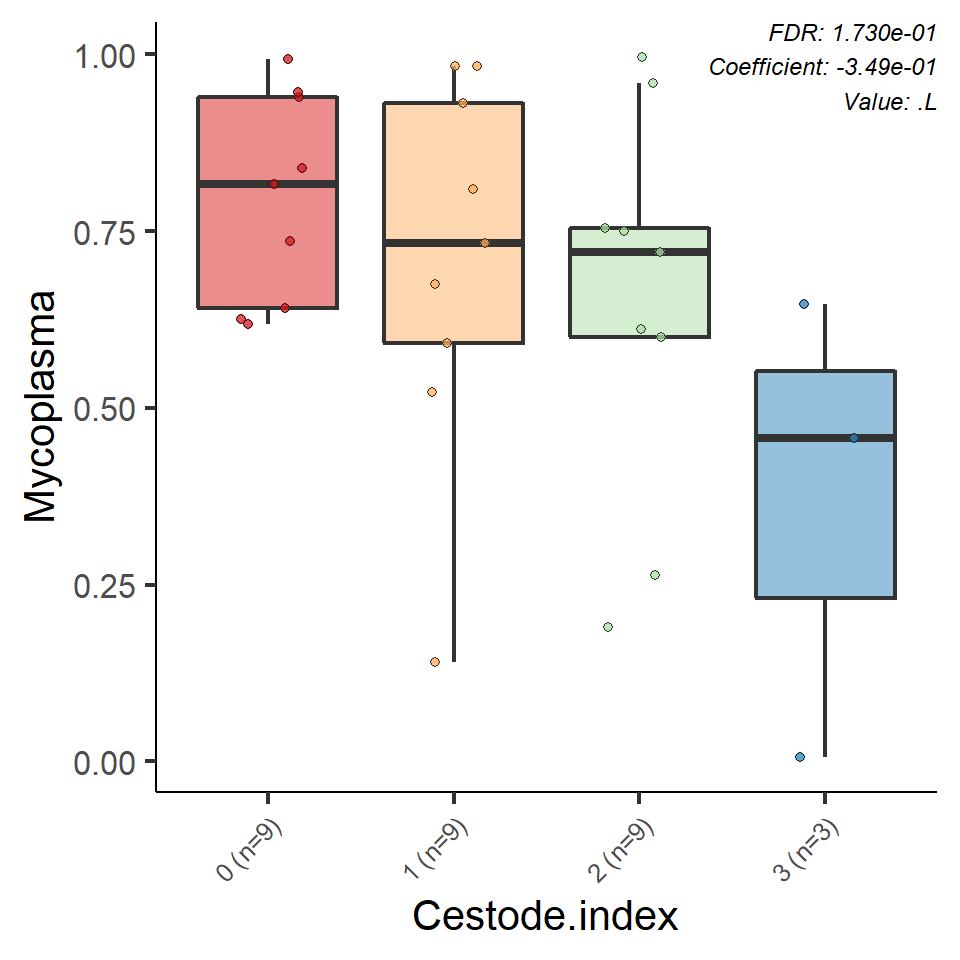 FDR: 1.730e-01
Coefficient: -3.49e-01
Value: .L
1.00
0.75
0.50
0.25
0.00
Mycoplasma
0 (n=9)
1 (n=9)
2 (n=9)
3 (n=3)
Cestode.index